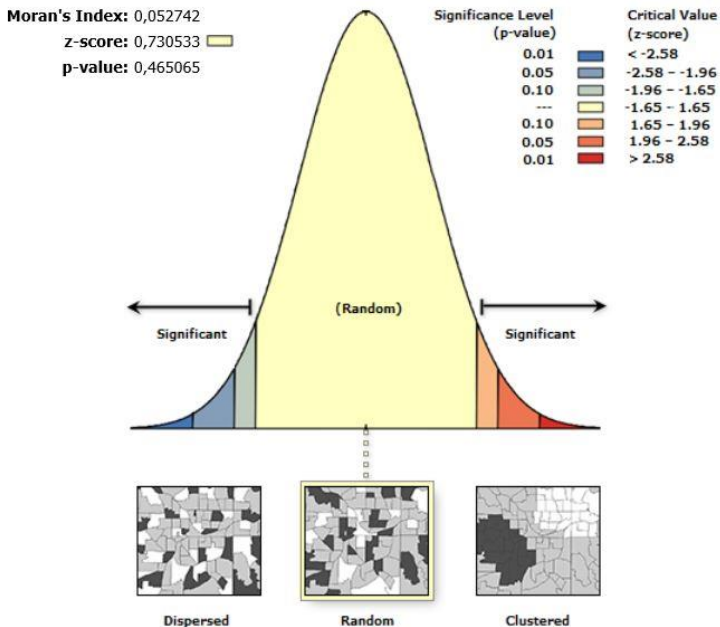 Moran's Index: 0,052742
z-score: 0,730533
p-value: 0,465065
Significance Level
(p-value)
Critical Value
(z-score)
0.01 < -2.58
0.05 -2.58 – -1.96
0.10 -1.96 – -1.65
--- -1.65 – 1.65
0.10 1.65 – 1.96
0.05 1.96 – 2.58
0.01 > 2.58
(Random)
Significant
Significant
Dispersed
Random
Clustered